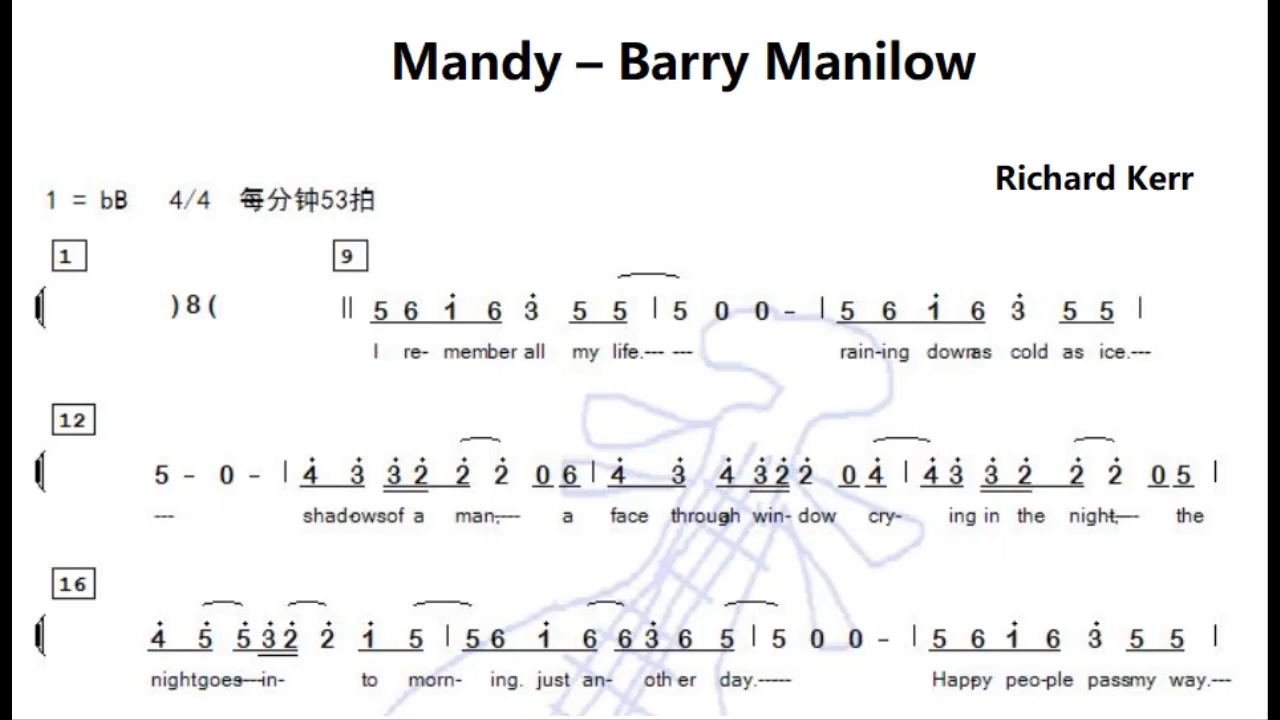 Mandy – Barry Manilow
Richard Kerr
1 = bB 4/4 每分钟53拍
1 9
)8( || 5 6 1̇ 6 3̇ 5 5 | 5 0 0 - | 5 6 1̇ 6 3̇ 5 5 |
I re- member all my life.--- --- rain-ing downas cold as ice.---
12
5 - 0 - | 4̇ 3̇ 3̇ 2̇ 2̇ 2̇ 0 6 | 4̇ 3̇ 4̇ 3̇ 2̇ 2̇ 0 4̇ | 4̇ 3̇ 3̇ 2̇ 2̇ 2̇ 0 5 |
--- shad-owsof a man,--- a face through win- dow cry- ing in the night,--- the
16
4̇ 5̇ 5̇ 3̇ 2̇ 2̇ 1̇ 5 | 5 6 1̇ 6 6 3̇ 6 5 | 5 0 0 - | 5 6 1̇ 6 3̇ 5 5 |
nightgoes---in- to morn- ing. just an- other day.----- Happy peo-ple passmy way.---